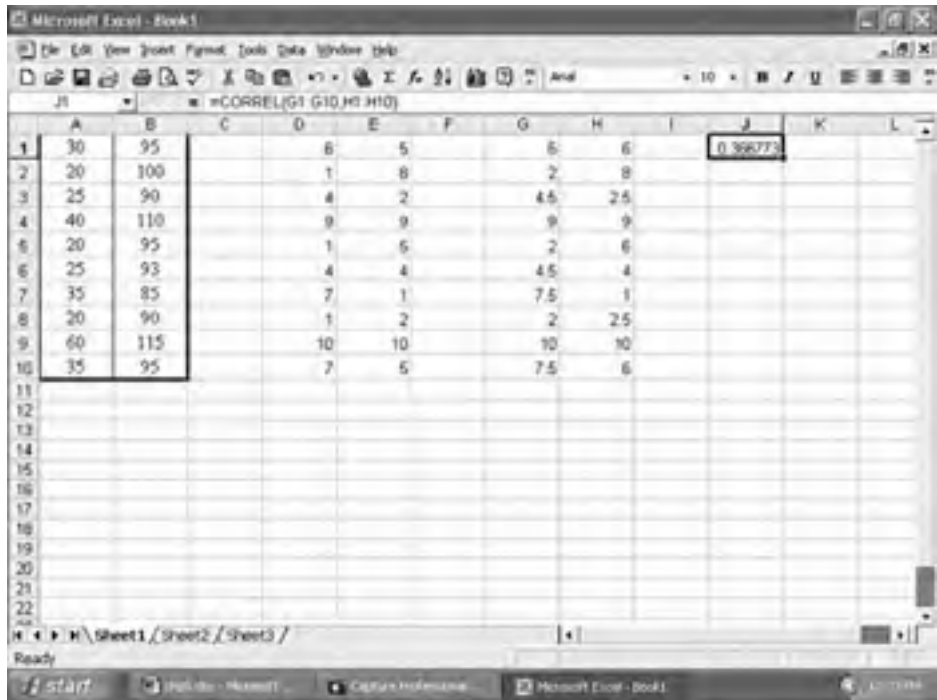 Microsoft Excel - Book1
File Edit View Insert Format Tools Data Window Help
Arial 10 B I U
J1 = =CORREL(G1:G10,H1:H10)
A B C D E F G H I J K L
1 30 95 6 5 6 6 0.366773
2 20 100 1 8 2 8
3 25 90 4 2 4.5 2.5
4 40 110 9 9 9 9
5 20 95 1 5 2 6
6 25 93 4 4 4.5 4
7 35 85 7 1 7.5 1
8 20 90 1 2 2 2.5
9 60 115 10 10 10 10
10 35 95 7 5 7.5 6
11
12
13
14
15
16
17
18
19
20
21
22
Sheet1 / Sheet2 / Sheet3 /
Ready
start Capture Professional Microsoft Excel - Book1